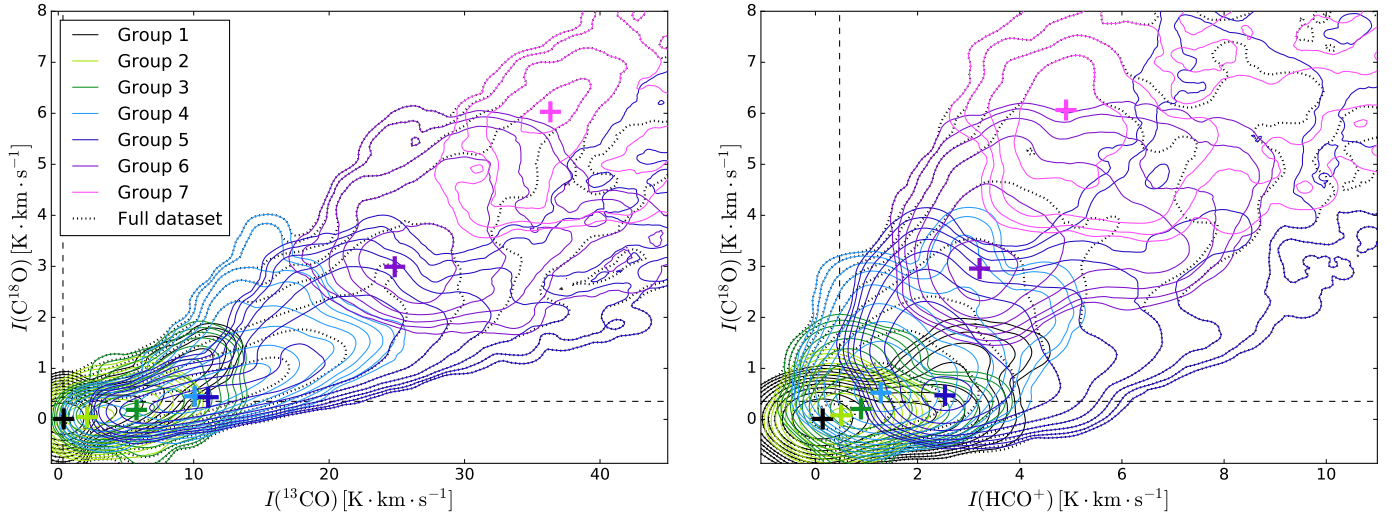 8
7
6
5
4
3
2
1
0
I(C¹⁸O) [K · km · s⁻¹]
Group 1
Group 2
Group 3
Group 4
Group 5
Group 6
Group 7
Full dataset
0 10 20 30 40
I(¹³CO) [K · km · s⁻¹]
8
7
6
5
4
3
2
1
0
I(C¹⁸O) [K · km · s⁻¹]
0 2 4 6 8 10
I(HCO⁺) [K · km · s⁻¹]